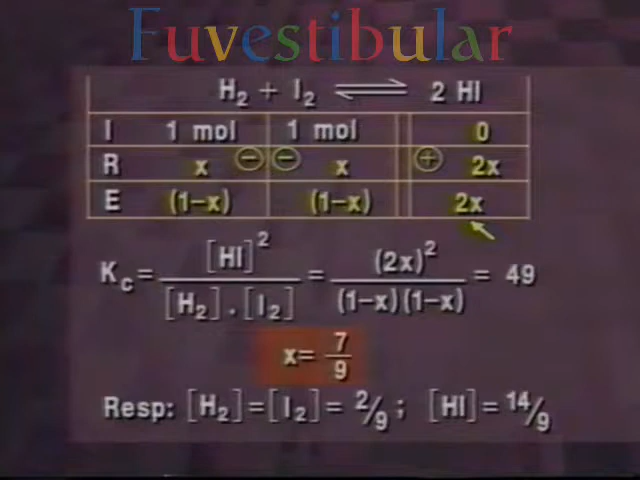 Fuvestibular
H₂ + I₂ ⇌ 2 HI
I 1 mol 1 mol 0
R x ⊖ ⊖ x ⊕ 2x
E (1-x) (1-x) 2x
Kc = [HI]² / [H₂].[I₂] = (2x)² / (1-x)(1-x) = 49
x= 7/9
Resp: [H₂]=[I₂]= 2/9 ; [HI]= 14/9